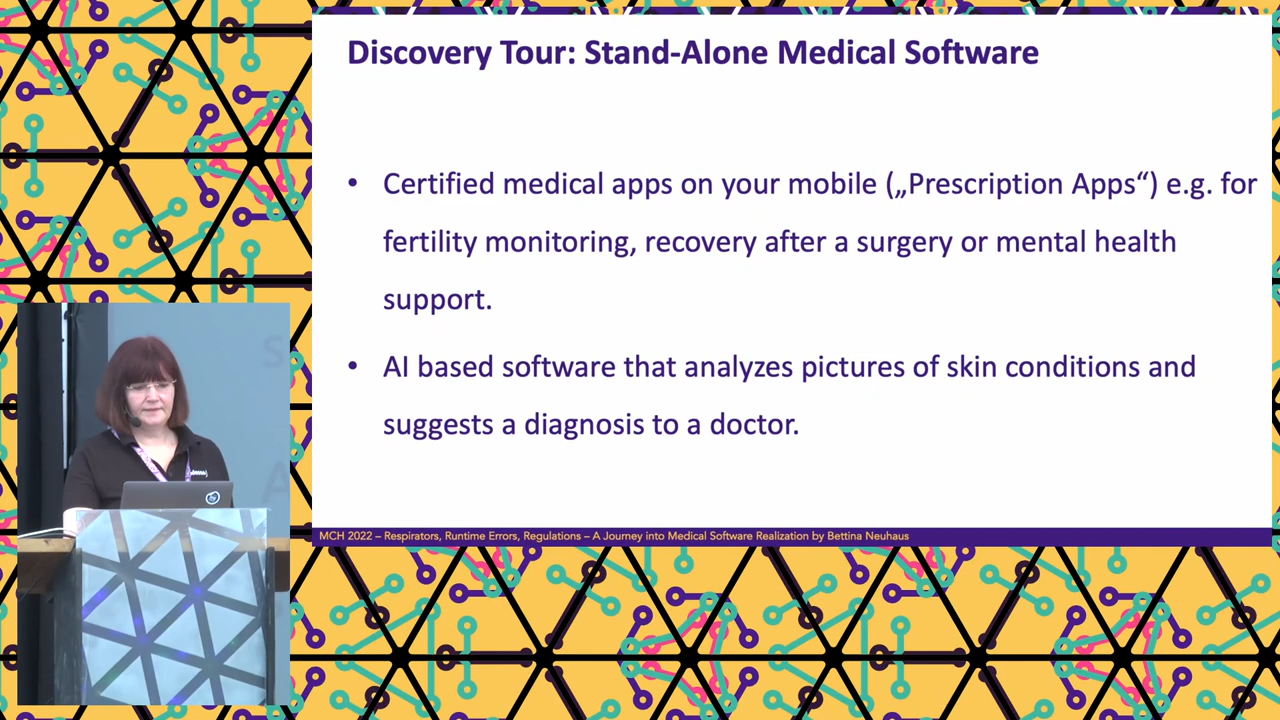 Discovery Tour: Stand-Alone Medical Software
• Certified medical apps on your mobile („Prescription Apps“) e.g. for
fertility monitoring, recovery after a surgery or mental health
support.
• AI based software that analyzes pictures of skin conditions and
suggests a diagnosis to a doctor.
MCH 2022 – Respirators, Runtime Errors, Regulations – A Journey into Medical Software Realization by Bettina Neuhaus